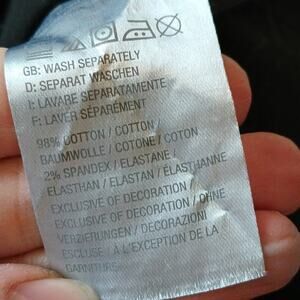 GB: WASH SEPARATELY
D: SEPARAT WASCHEN
I: LAVARE SEPARATAMENTE
F: LAVER SÉPARÉMENT
98% COTTON / COTTON /
BAUMWOLLE / COTONE / COTON
2% SPANDEX / ELASTANE /
ELASTHAN / ELASTAN / ÉLASTHANNE
EXCLUSIVE OF DECORATION /
EXCLUSIVE OF DECORATION / OHNE
VERZIERUNGEN / DECORAZIONI
ESCLUSE / À L'EXCEPTION DE LA
GARNITURE